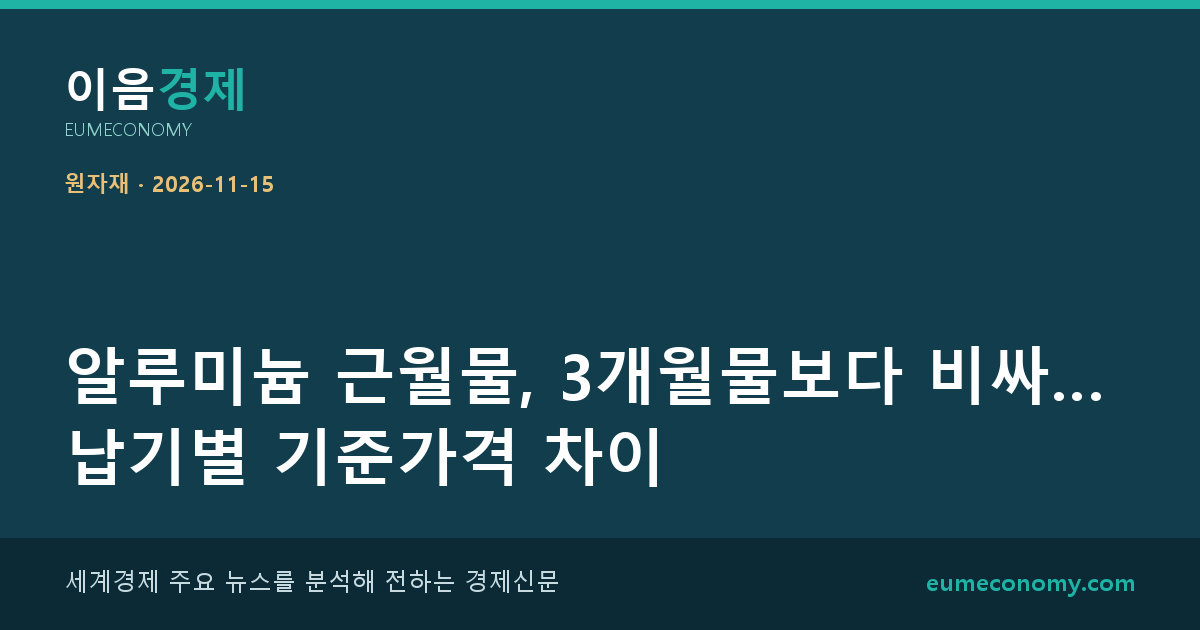 이음경제
EUMECONOMY
원자재 · 2026-11-15
알루미늄 근월물, 3개월물보다 비싸...
납기별 기준가격 차이
세계경제 주요 뉴스를 분석해 전하는 경제신문
eumeconomy.com